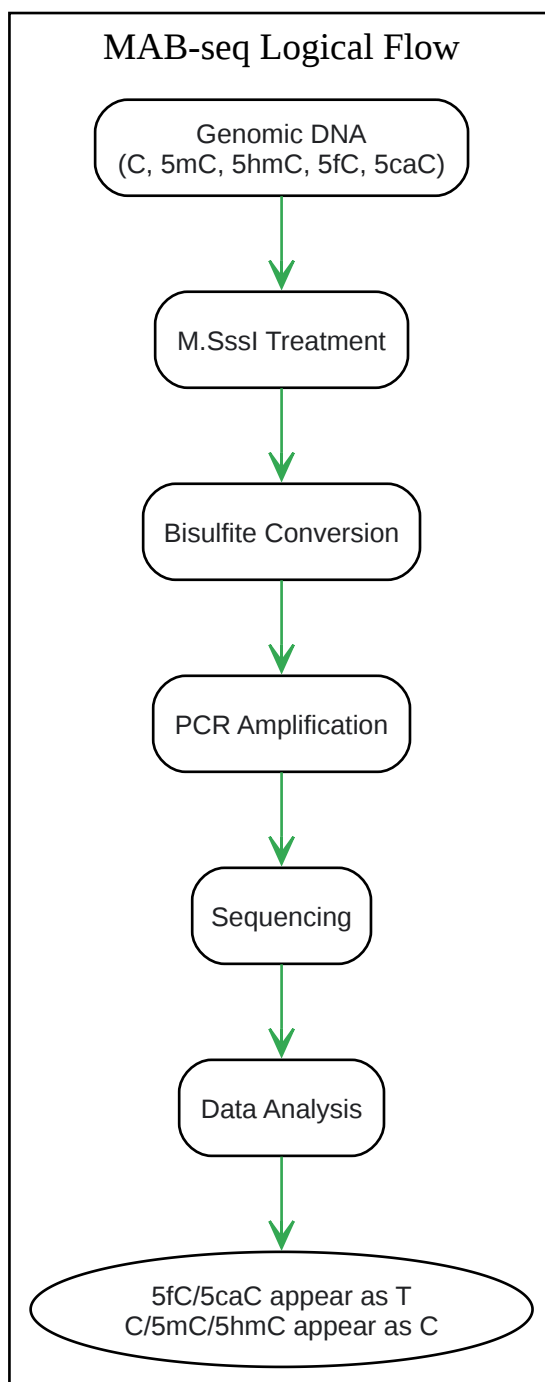 MAB-seq Logical Flow
Genomic DNA
(C, 5mC, 5hmC, 5fC, 5caC)
M.SssI Treatment
Bisulfite Conversion
PCR Amplification
Sequencing
Data Analysis
5fC/5caC appear as T
C/5mC/5hmC appear as C